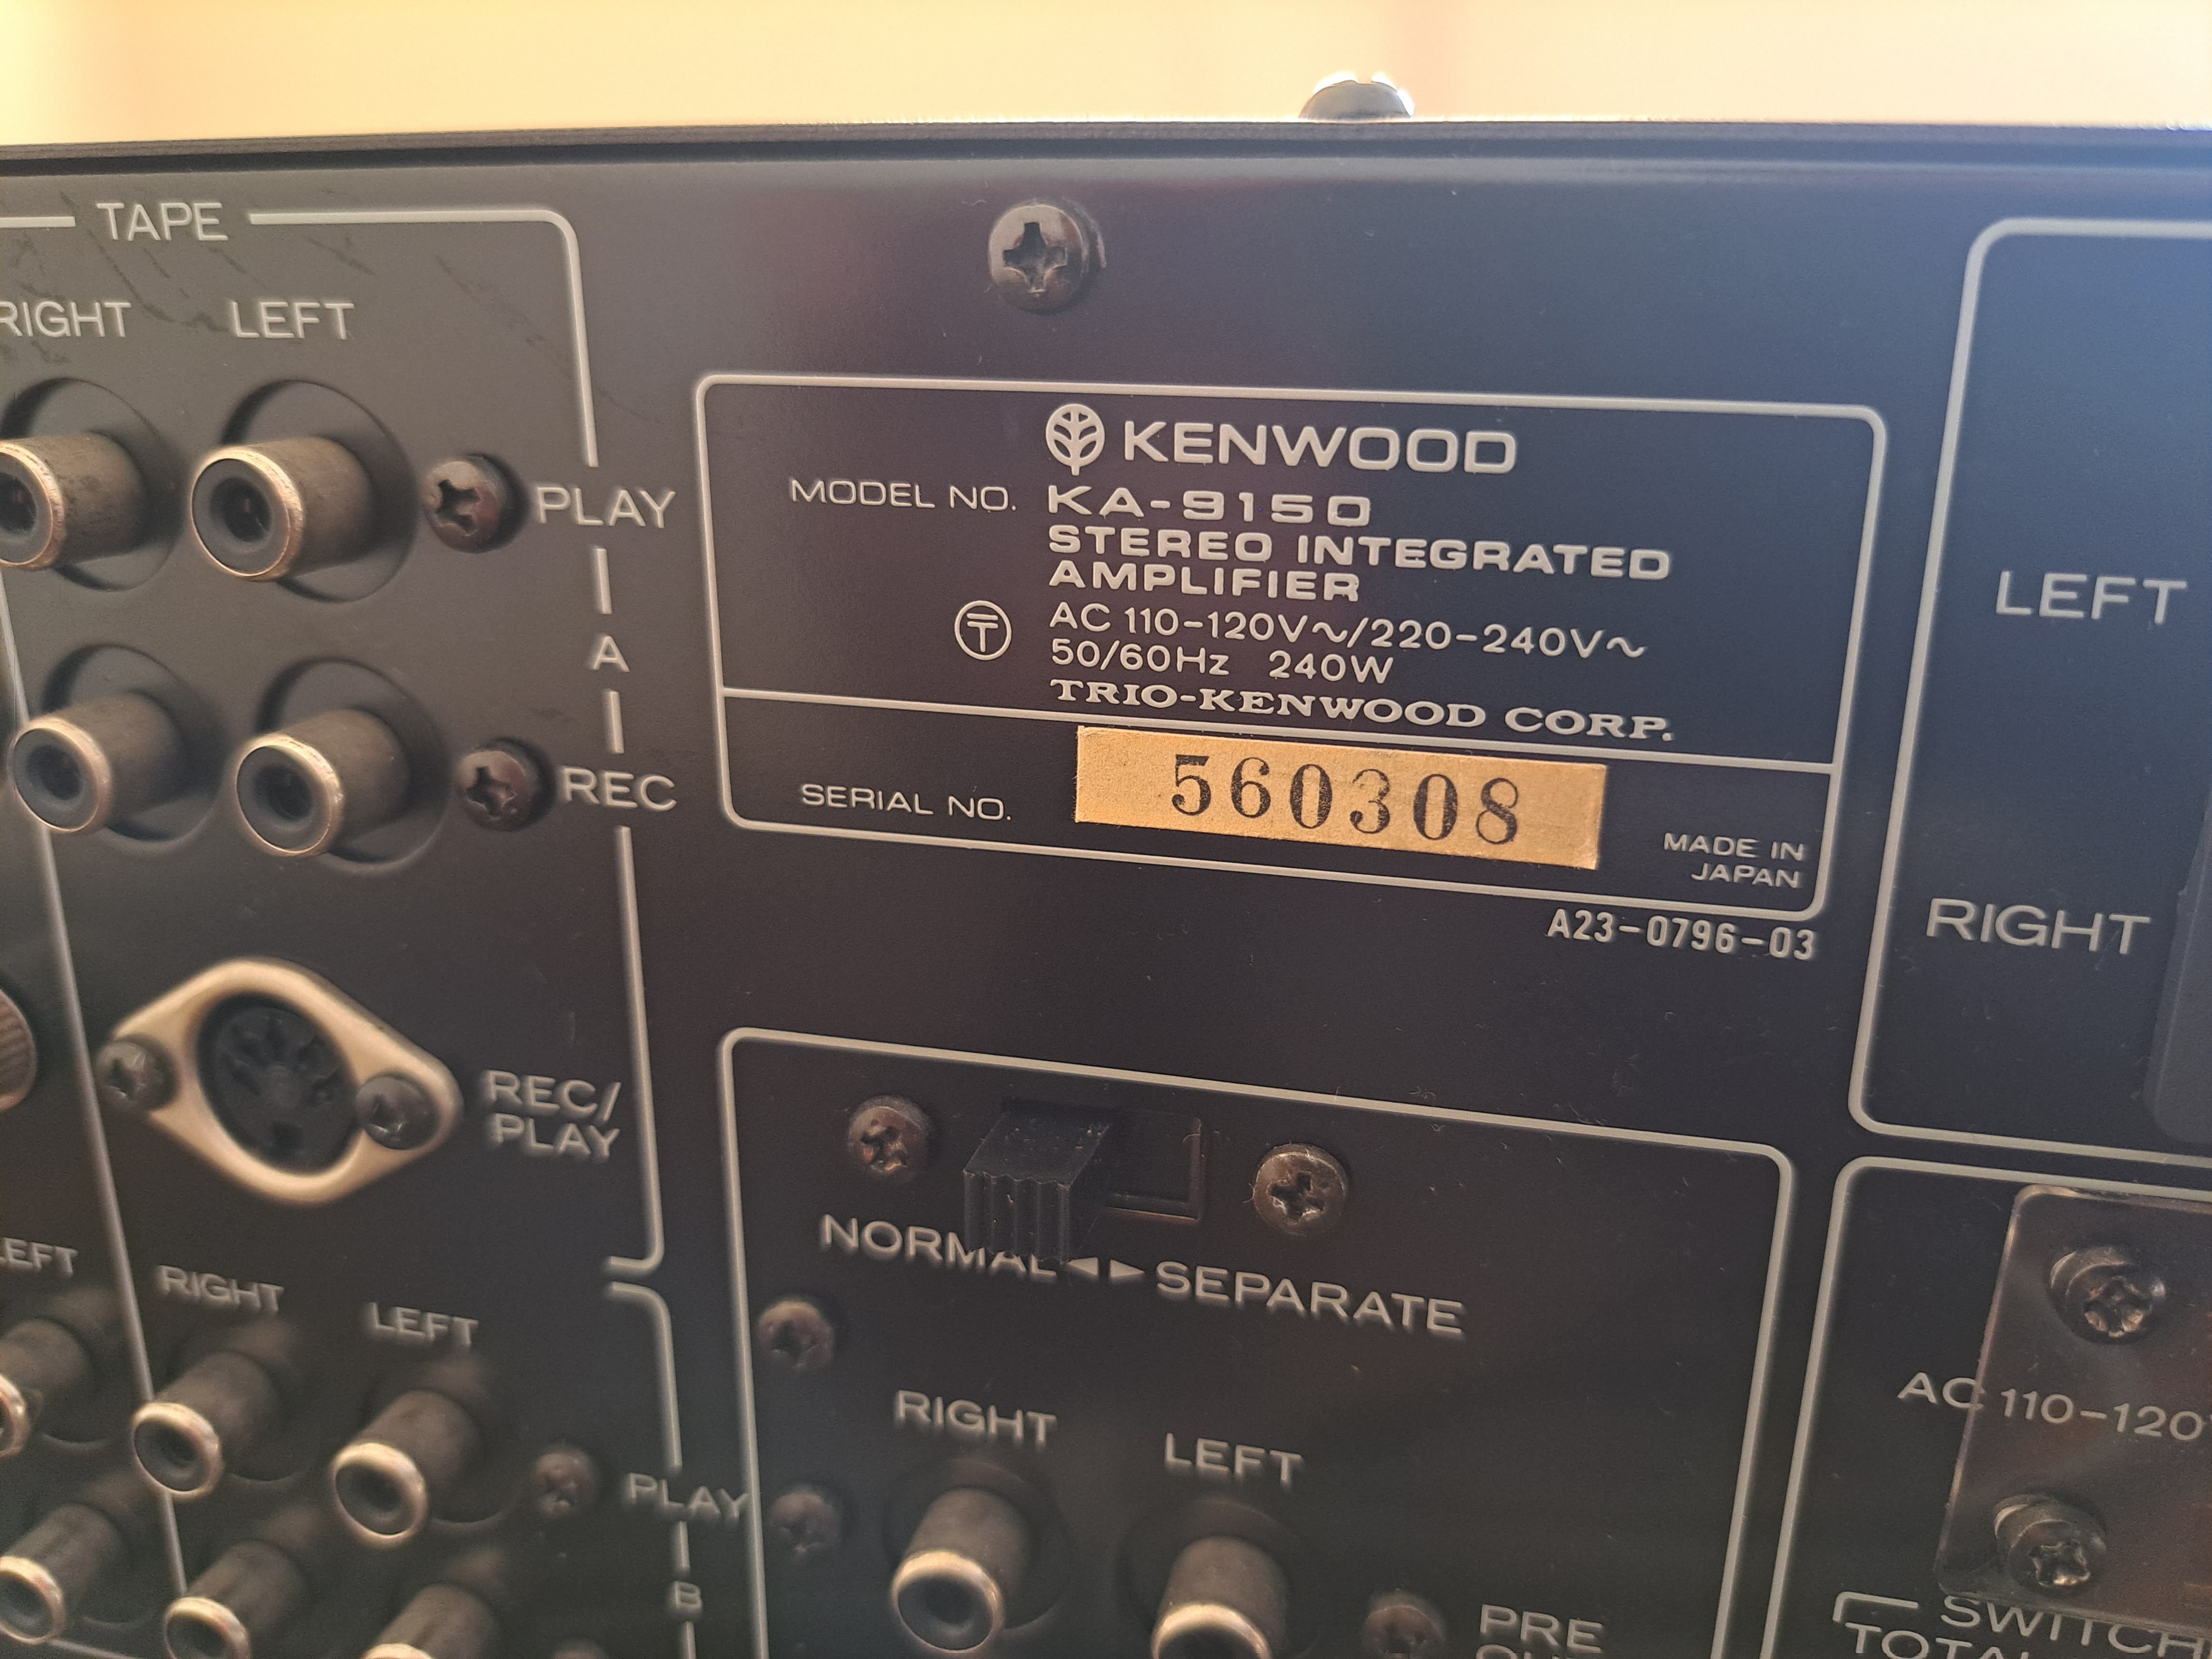 TAPE
RIGHT LEFT
PLAY
A
REC
REC/
PLAY
LEFT RIGHT LEFT
PLAY
B
KENWOOD
MODEL NO. KA-9150
STEREO INTEGRATED
AMPLIFIER
AC 110-120V~/220-240V~
50/60Hz 240W
TRIO-KENWOOD CORP.
SERIAL NO. 560308
MADE IN
JAPAN
A23-0796-03
NORMAL ◀ ▶ SEPARATE
RIGHT LEFT
PRE
LEFT
RIGHT
AC 110-120
SWITCH
TOTAL